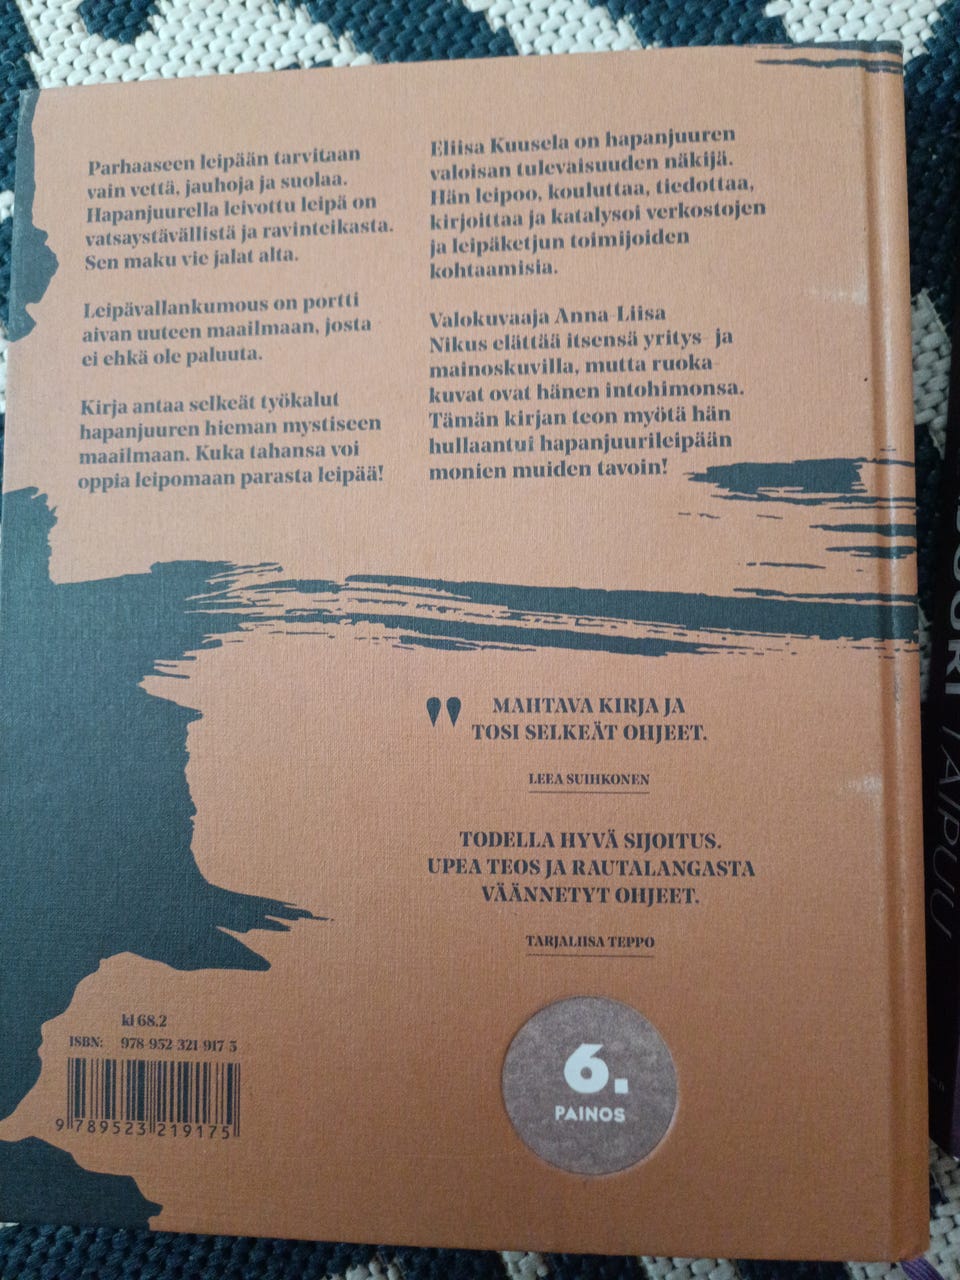 Parhaaseen leipään tarvitaan
vain vettä, jauhoja ja suolaa.
Hapanjuurella leivottu leipä on
vatsaystävällistä ja ravinteikasta.
Sen maku vie jalat alta.
Leipävallankumous on portti
aivan uuteen maailmaan, josta
ei ehkä ole paluuta.
Kirja antaa selkeät työkalut
hapanjuuren hieman mystiseen
maailmaan. Kuka tahansa voi
oppia leipomaan parasta leipää!
Eliisa Kuusela on hapanjuuren
valoisan tulevaisuuden näkijä.
Hän leipoo, kouluttaa, tiedottaa,
kirjoittaa ja katalysoi verkostojen
ja leipäketjun toimijoiden
kohtaamisia.
Valokuvaaja Anna-Liisa
Nikus elättää itsensä yritys- ja
mainoskuvilla, mutta ruoka-
kuvat ovat hänen intohimonsa.
Tämän kirjan teon myötä hän
hullaantui hapanjuurileipään
monien muiden tavoin!
" MAHTAVA KIRJA JA
TOSI SELKEÄT OHJEET.
LEEA SUIHKONEN
TODELLA HYVÄ SIJOITUS.
UPEA TEOS JA RAUTALANGASTA
VÄÄNNETYT OHJEET.
TARJALIISA TEPPO
kl 68.2
ISBN: 978-952-321-917-5
9 789523 219175
6.
PAINOS
TAIPUU